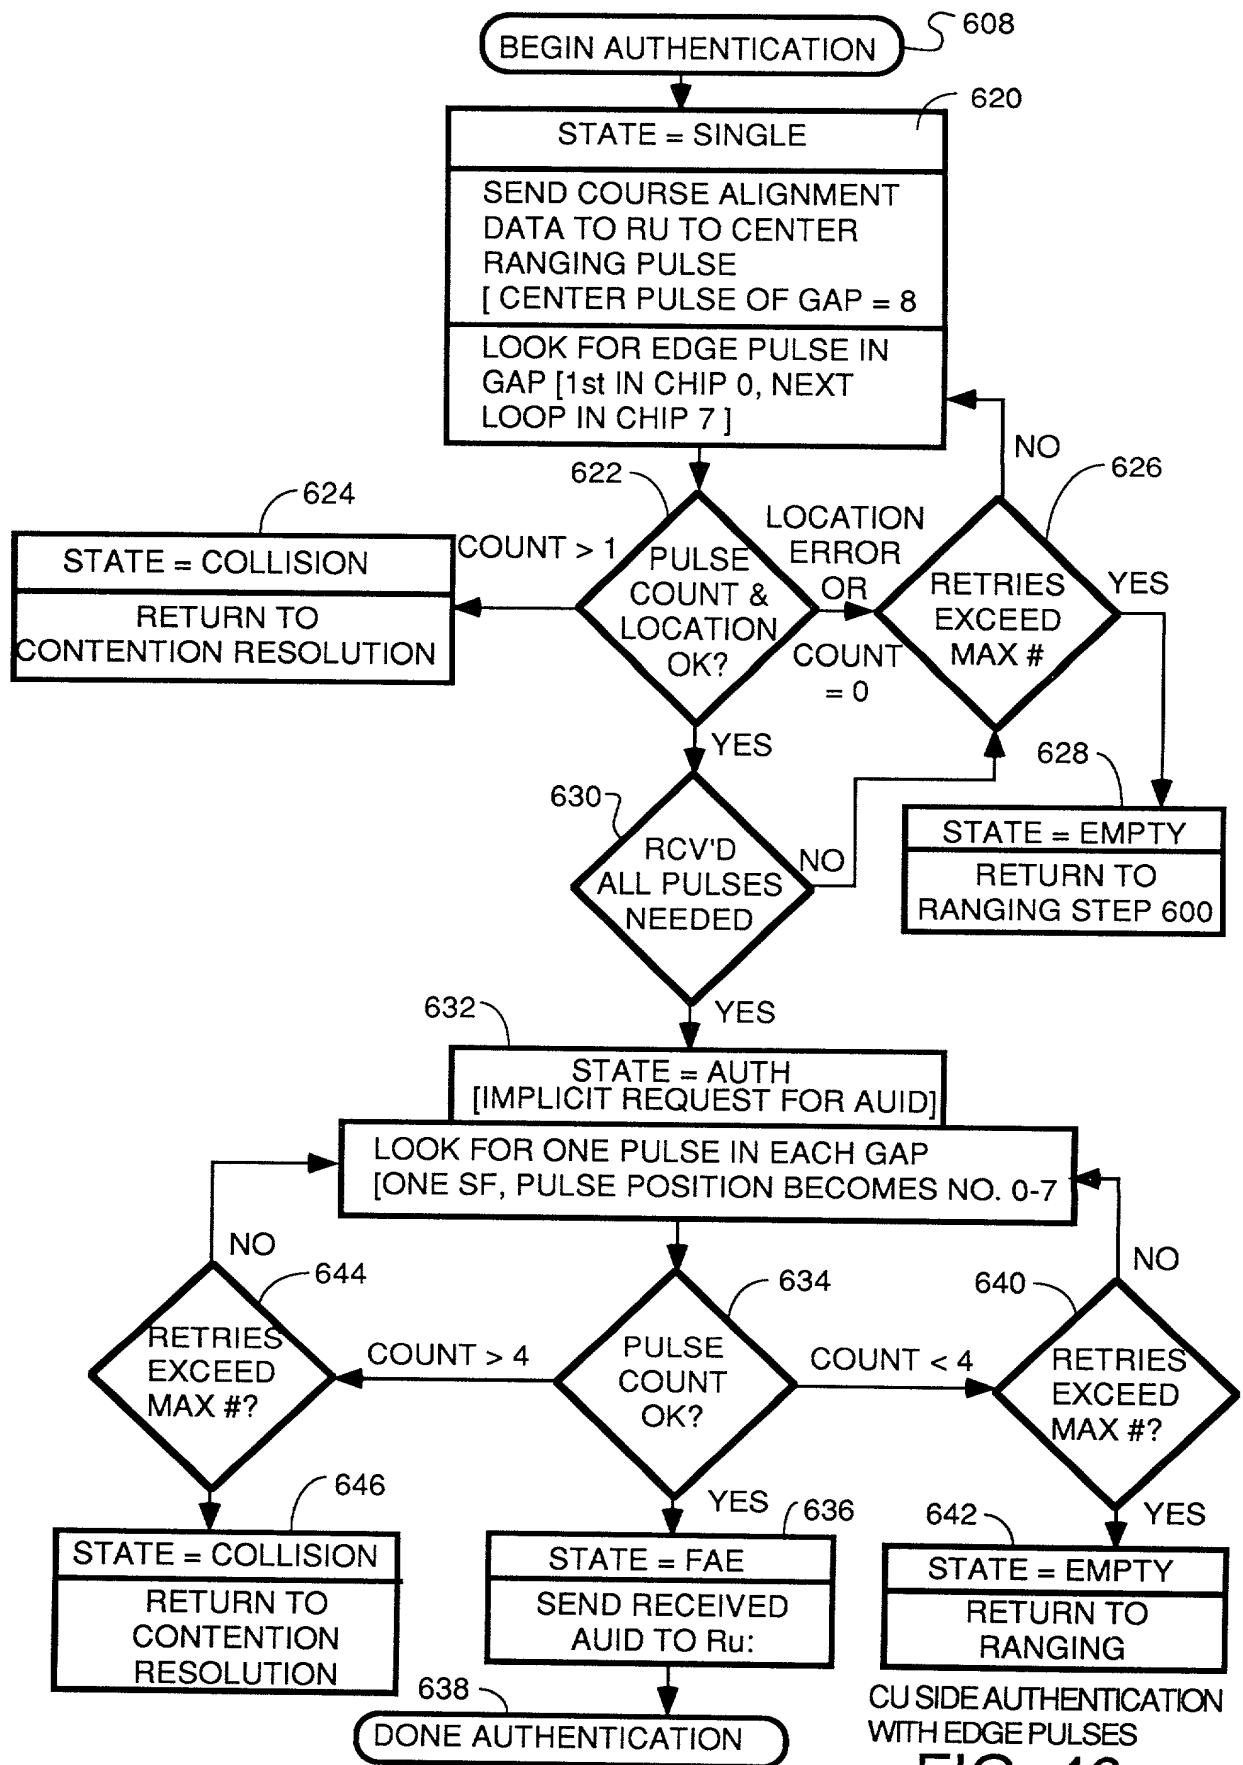 BEGIN AUTHENTICATION
608
620
STATE = SINGLE
SEND COURSE ALIGNMENT
DATA TO RU TO CENTER
RANGING PULSE
[ CENTER PULSE OF GAP = 8
LOOK FOR EDGE PULSE IN
GAP [1st IN CHIP 0, NEXT
LOOP IN CHIP 7 ]
NO
622
626
624
STATE = COLLISION
RETURN TO
CONTENTION RESOLUTION
COUNT > 1
PULSE
COUNT &
LOCATION
OK?
LOCATION
ERROR
OR
COUNT
= 0
RETRIES
EXCEED
MAX #
YES
YES
628
STATE = EMPTY
RETURN TO
RANGING STEP 600
630
RCV'D
ALL PULSES
NEEDED
NO
YES
632
STATE = AUTH
[IMPLICIT REQUEST FOR AUID]
LOOK FOR ONE PULSE IN EACH GAP
[ONE SF, PULSE POSITION BECOMES NO. 0-7
NO
NO
644
634
640
RETRIES
EXCEED
MAX #?
COUNT > 4
PULSE
COUNT
OK?
COUNT < 4
RETRIES
EXCEED
MAX #?
646
YES
636
642
YES
STATE = COLLISION
RETURN TO
CONTENTION
RESOLUTION
STATE = FAE
SEND RECEIVED
AUID TO Ru:
STATE = EMPTY
RETURN TO
RANGING
638
DONE AUTHENTICATION
CU SIDE AUTHENTICATION
WITH EDGE PULSES